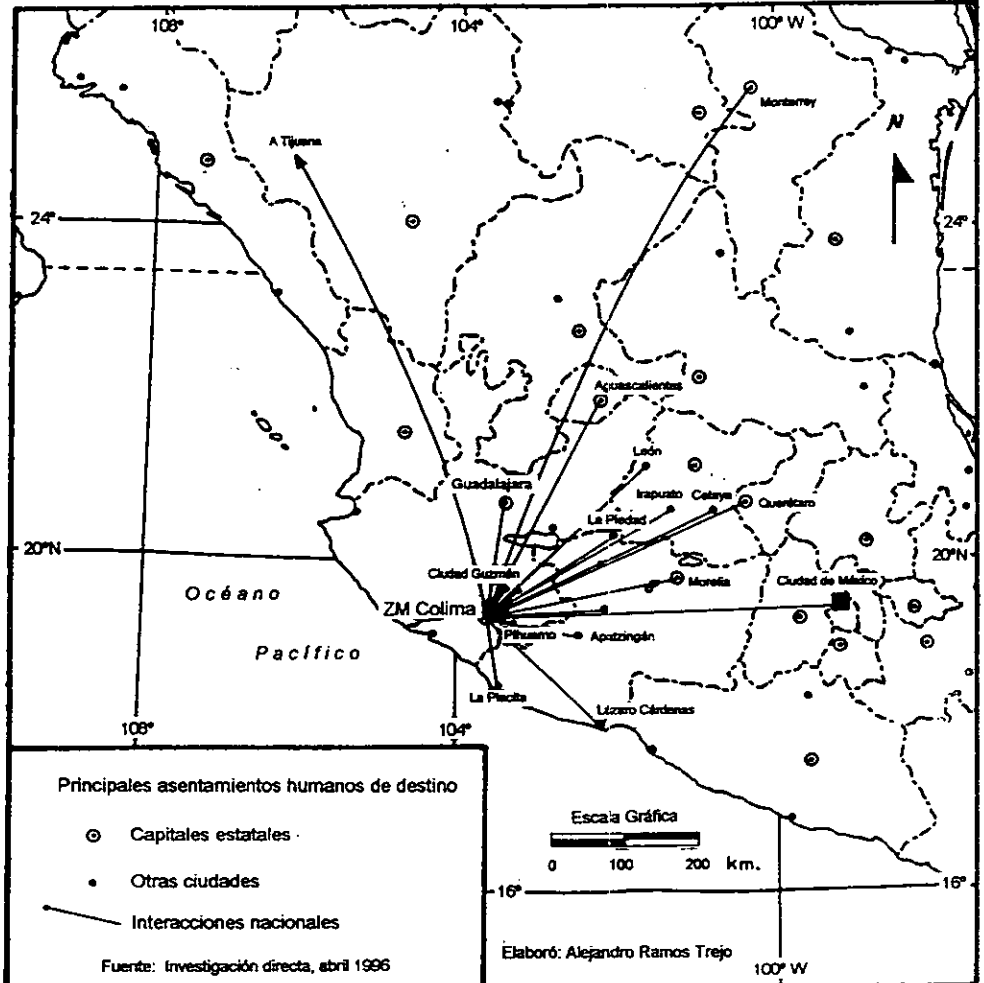 108° 104° 100° W
Monterrey
N
A Tijuana
24° 24°
Aguascalientes
León
Guadalajara
Irapuato Celaya Querétaro
La Piedad
20°N 20°N
Ciudad Guzmán
Morelia
Ciudad de México
Océano
ZM Colima
Pihuamo
Apatzingán
Pacífico
La Placita
Lázaro Cárdenas
108° 104°
Principales asentamientos humanos de destino
Capitales estatales
Otras ciudades
Interacciones nacionales
Fuente: Investigación directa, abril 1996
Escala Gráfica
0 100 200 km.
16° 16°
Elaboró: Alejandro Ramos Trejo
100° W